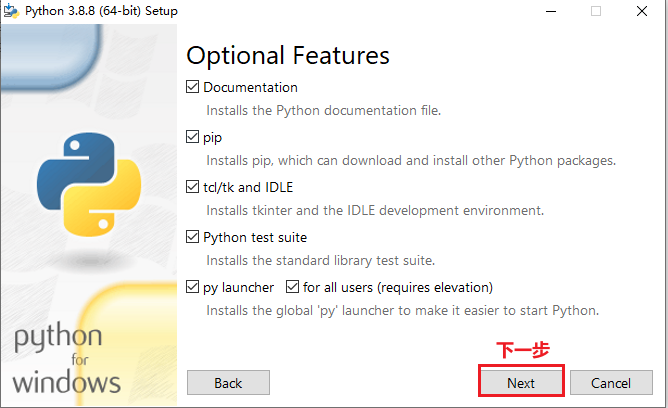 Python 3.8.8 (64-bit) Setup
Optional Features
Documentation
Installs the Python documentation file.
pip
Installs pip, which can download and install other Python packages.
tcl/tk and IDLE
Installs tkinter and the IDLE development environment.
Python test suite
Installs the standard library test suite.
py launcher for all users (requires elevation)
Installs the global 'py' launcher to make it easier to start Python.
python
for
windows
下一步
Back Next Cancel